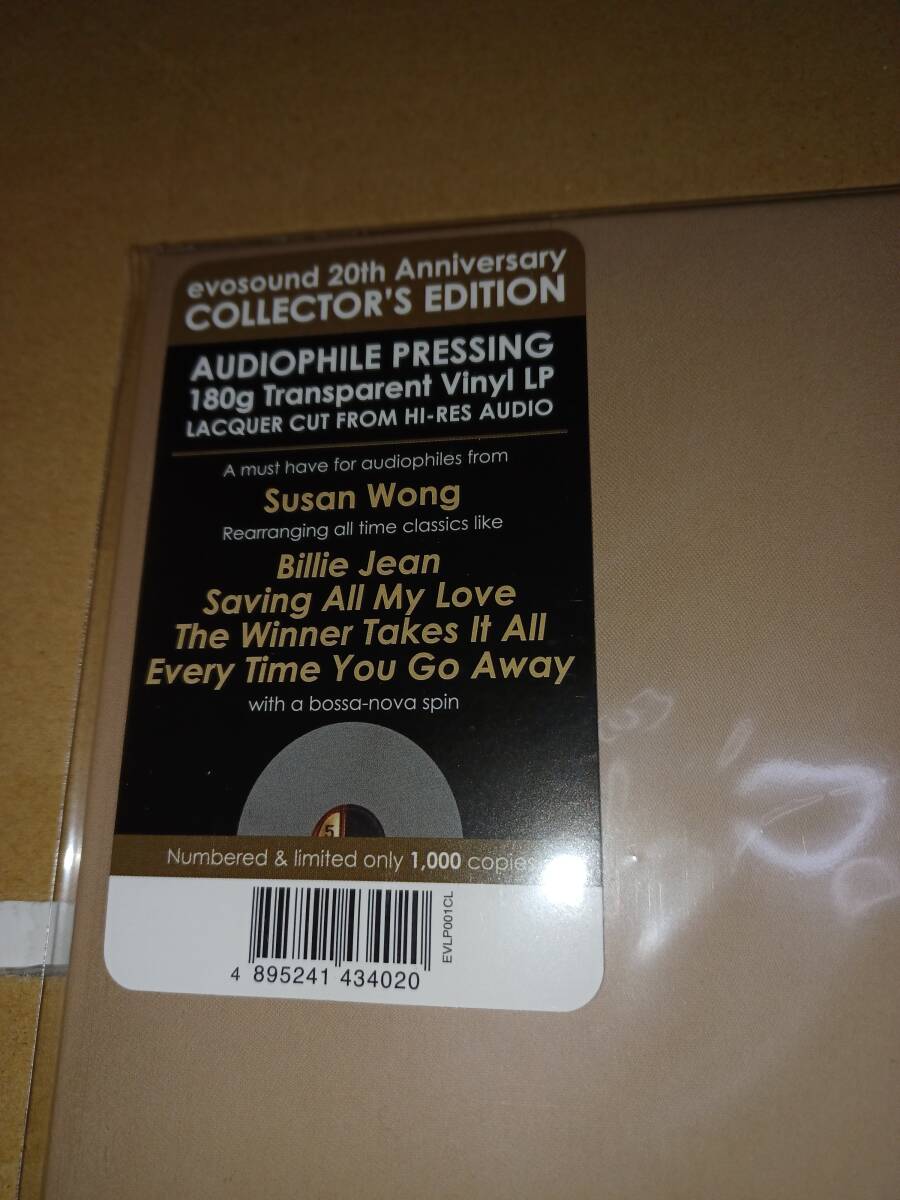 evosound 20th Anniversary
COLLECTOR'S EDITION
AUDIOPHILE PRESSING
180g Transparent Vinyl LP
LACQUER CUT FROM HI-RES AUDIO
A must have for audiophiles from
Susan Wong
Rearranging all time classics like
Billie Jean
Saving All My Love
The Winner Takes It All
Every Time You Go Away
with a bossa-nova spin
5
Numbered & limited only 1,000 copies
EVLP001CL
4 895241 434020